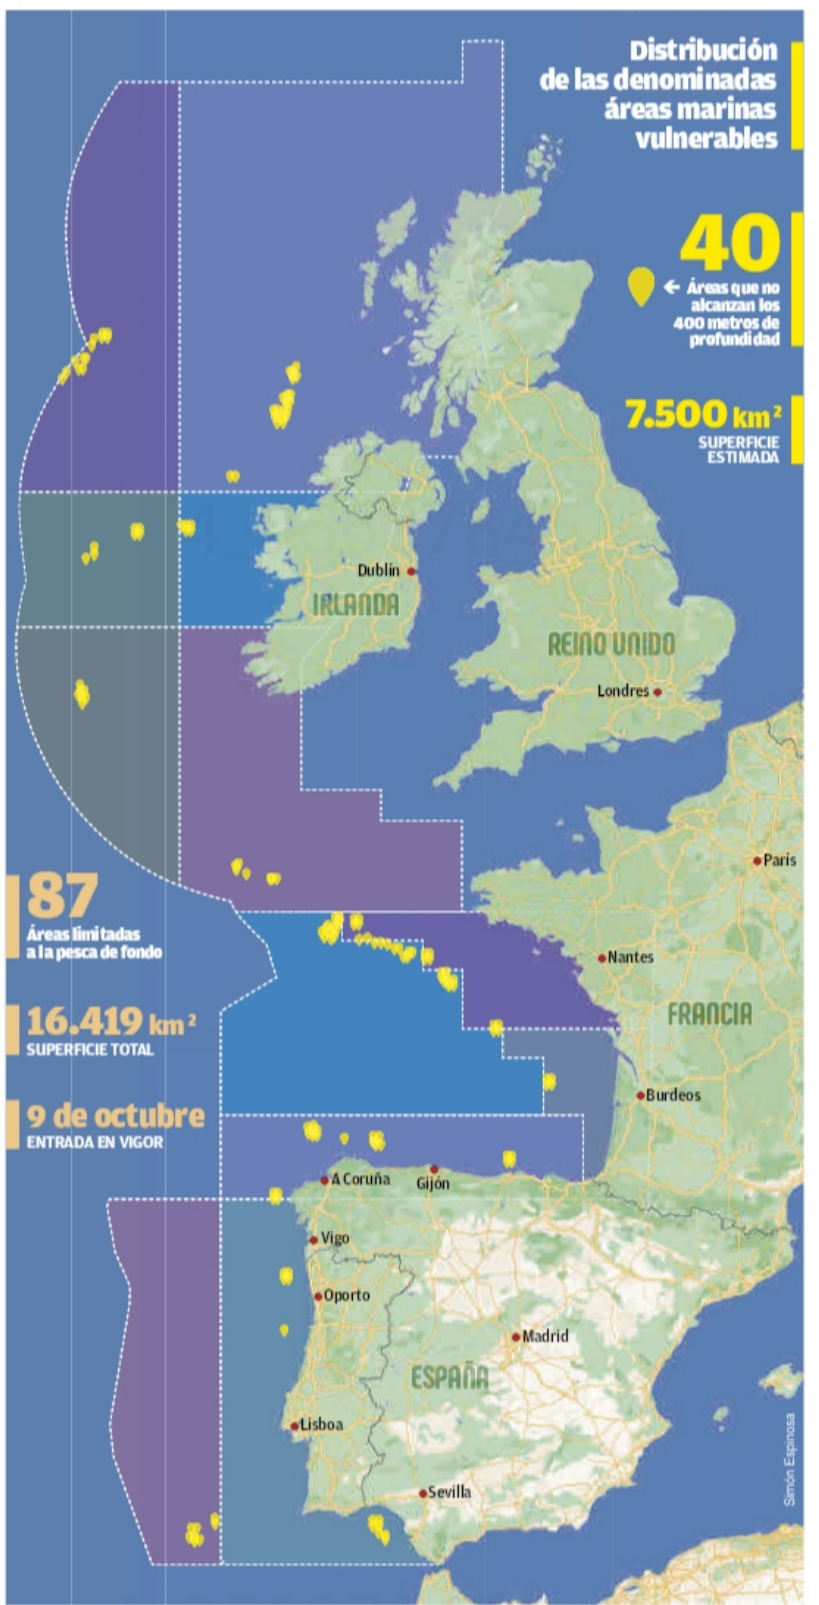 Distribución
de las denominadas
áreas marinas
vulnerables
40
← Áreas que no
alcanzan los
400 metros de
profundidad
7.500 km²
SUPERFICIE
ESTIMADA
Dublín
IRLANDA
REINO UNIDO
Londres
París
87
Áreas limitadas
a la pesca de fondo
Nantes
16.419 km²
SUPERFICIE TOTAL
FRANCIA
Burdeos
9 de octubre
ENTRADA EN VIGOR
A Coruña
Gijón
Vigo
Oporto
Madrid
ESPAÑA
Lisboa
Sevilla
Simón Espinosa